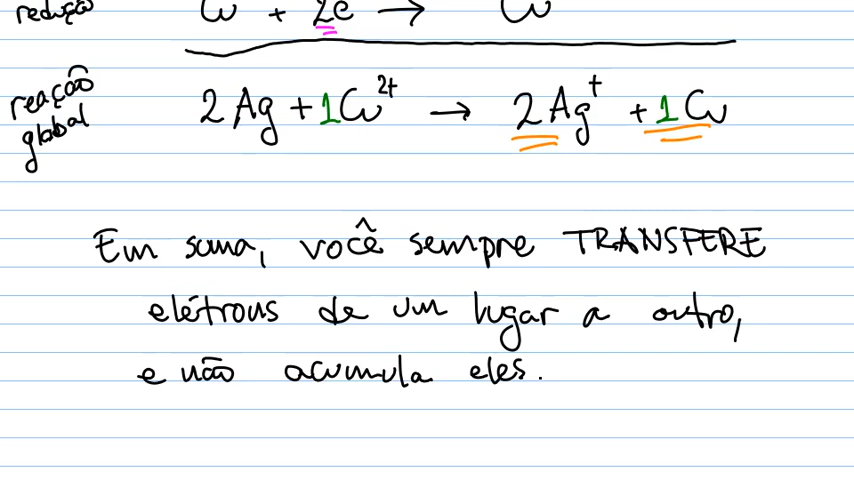 redução Cu + 2e → Cu
reação global 2Ag + 1Cu²⁺ → 2Ag⁺ + 1Cu
Em suma, você sempre TRANSFERE
elétrons de um lugar a outro,
e não acumula eles.